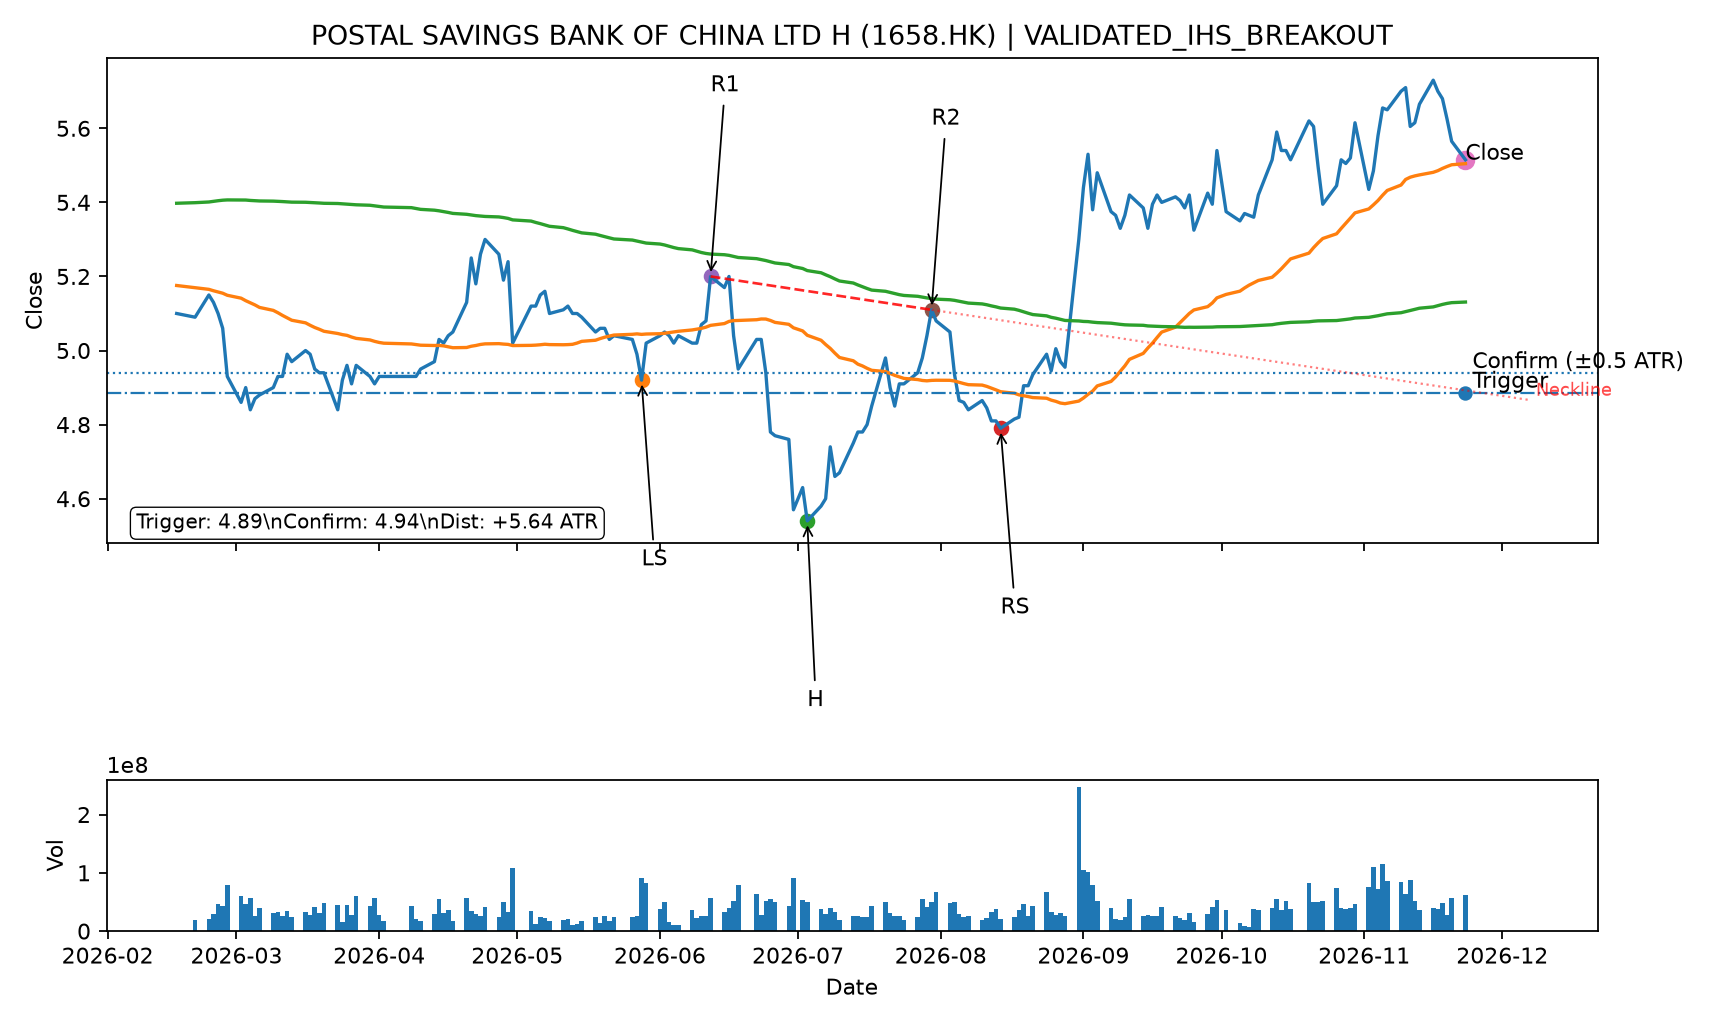 POSTAL SAVINGS BANK OF CHINA LTD H (1658.HK) | VALIDATED_IHS_BREAKOUT
R1
R2
5.6
5.4
5.2
5.0
4.8
4.6
Close
Close
Confirm (±0.5 ATR)
Trigger
Neckline
Trigger: 4.89\nConfirm: 4.94\nDist: +5.64 ATR
LS
RS
H
1e8
2
1
0
Vol
2026-02
2026-03
2026-04
2026-05
2026-06
2026-07
2026-08
2026-09
2026-10
2026-11
2026-12
Date